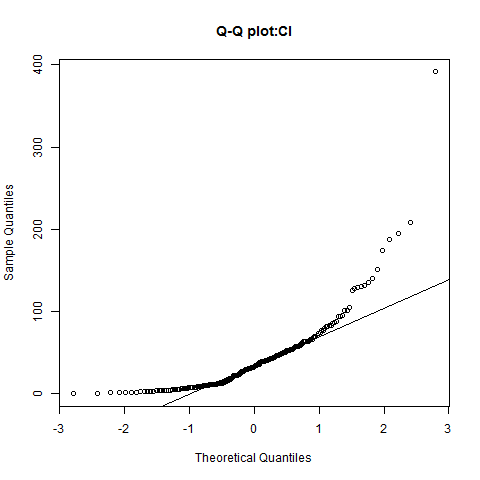 Q-Q plot:Cl
400
300
200
100
0
Sample Quantiles
-3 -2 -1 0 1 2 3
Theoretical Quantiles